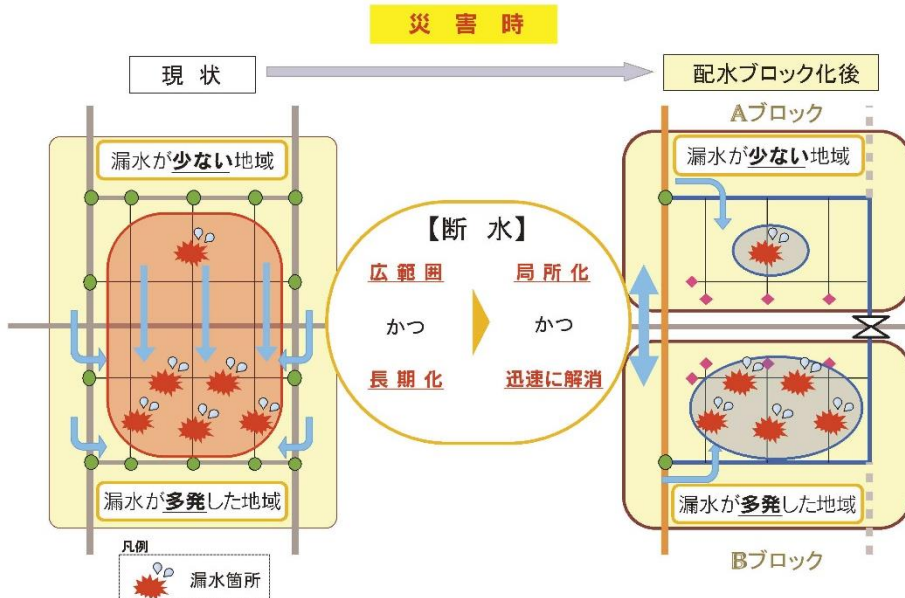 災害時
現状
配水ブロック化後
Aブロック
漏水が少ない地域
漏水が少ない地域
【断水】
広範囲
局所化
かつ
かつ
長期化
迅速に解消
漏水が多発した地域
漏水が多発した地域
Bブロック
凡例
漏水箇所